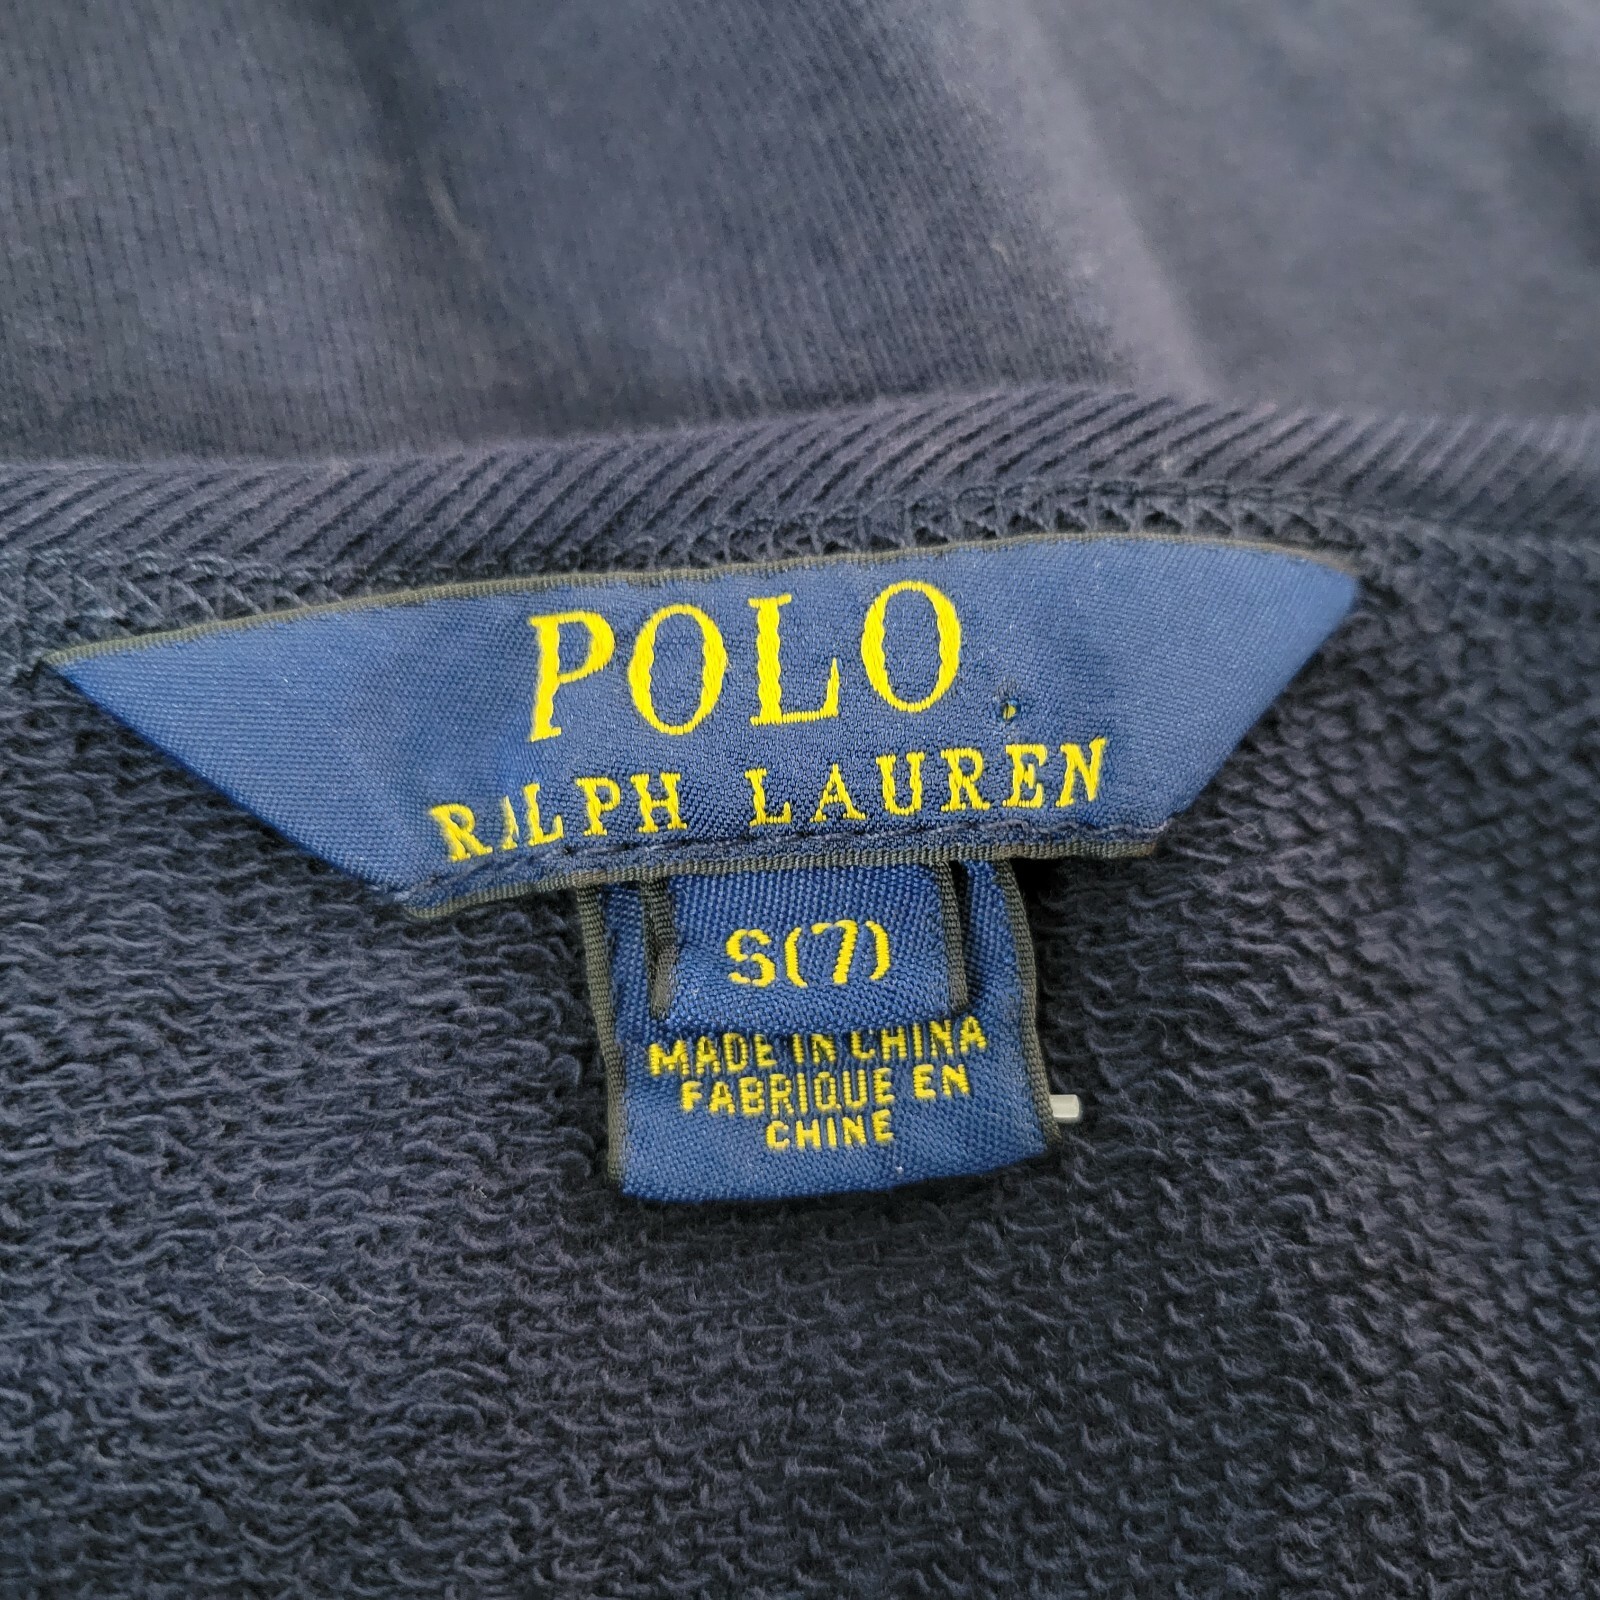 POLO
RALPH LAUREN
S(7)
MADE IN CHINA
FABRIQUE EN
CHINE